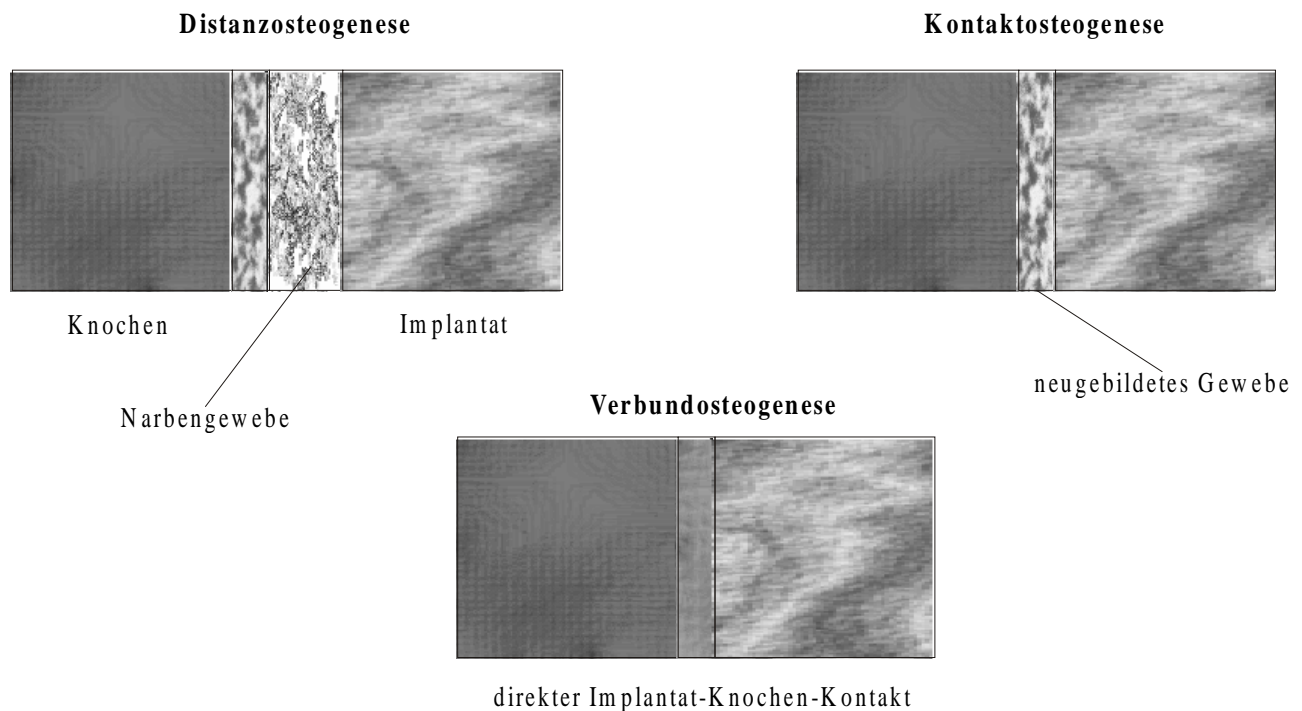 Distanzosteogenese
Kontaktosteogenese
Knochen
Implantat
Narbengewebe
neugebildetes Gewebe
Verbundosteogenese
direkter Implantat-Knochen-Kontakt